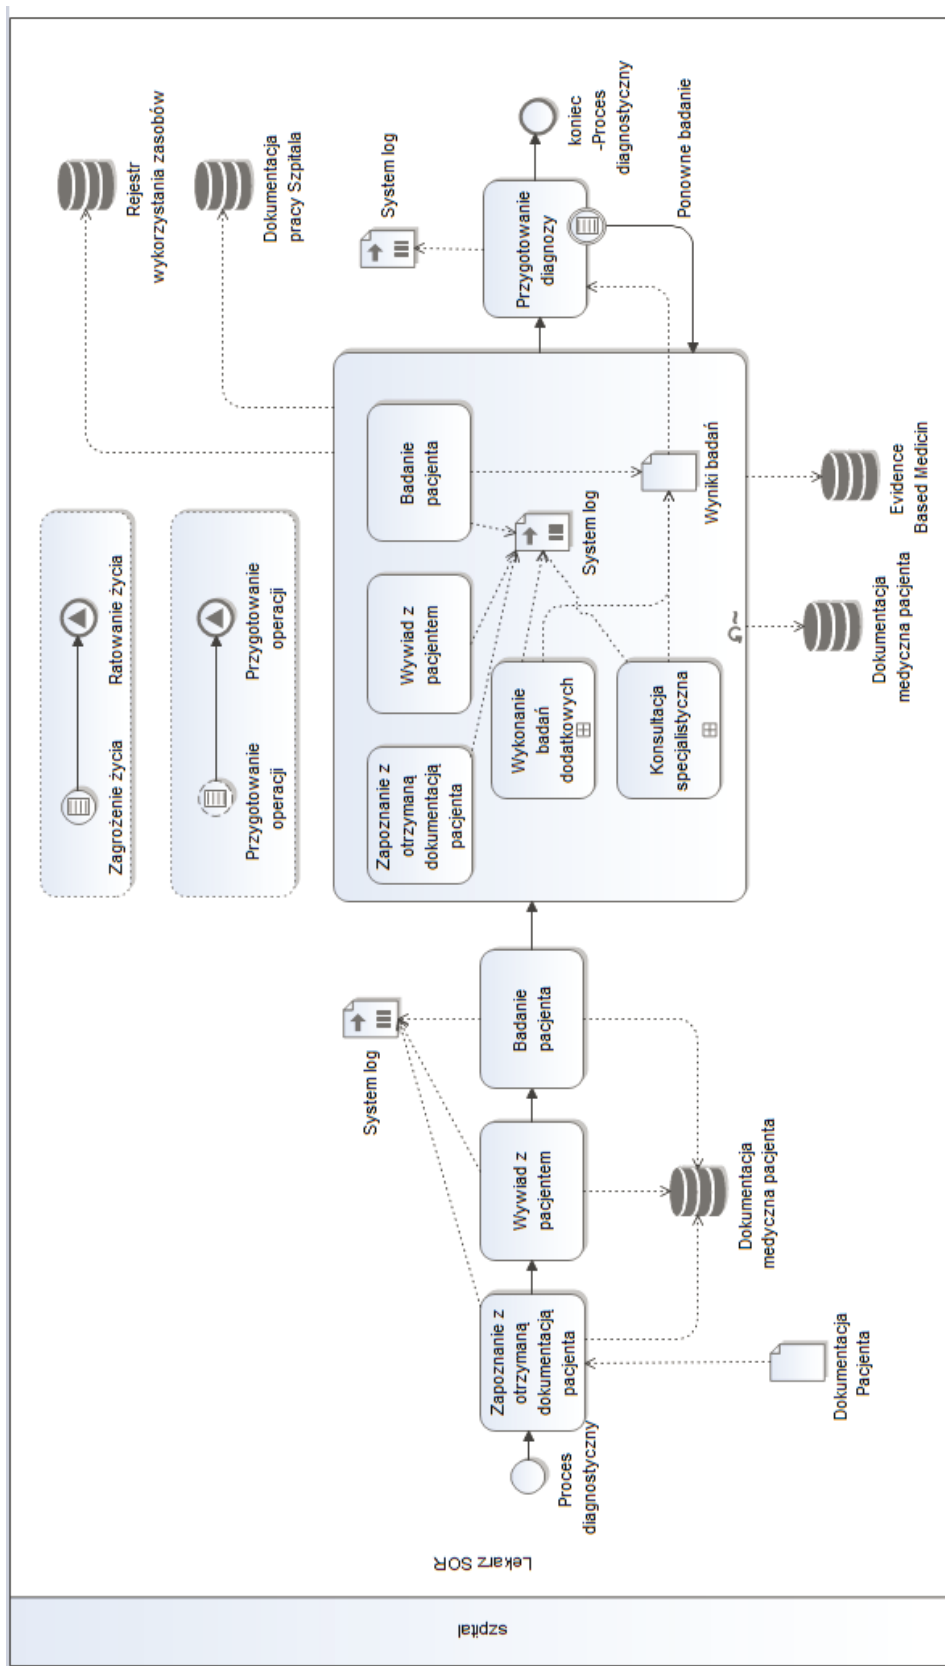 szpital
Lekarz SOR
Proces
diagnostyczny
Zapoznanie z
otrzymaną
dokumentacją
pacjenta
Dokumentacja
Pacjenta
Wywiad z
pacjentem
Badanie
pacjenta
System log
Dokumentacja
medyczna pacjenta
Zagrożenie życia
Ratowanie życia
Przygotowanie
operacji
Przygotowanie
operacji
Zapoznanie z
otrzymaną
dokumentacją
pacjenta
Wywiad z
pacjentem
Badanie
pacjenta
Wykonanie
badań
dodatkowych
System log
Konsultacja
specjalistyczna
Wyniki badań
Dokumentacja
medyczna pacjenta
Evidence
Based Medicin
Rejestr
wykorzystania zasobów
Dokumentacja
pracy Szpitala
System log
Przygotowanie
diagnozy
koniec
-Proces
diagnostyczny
Ponowne badanie